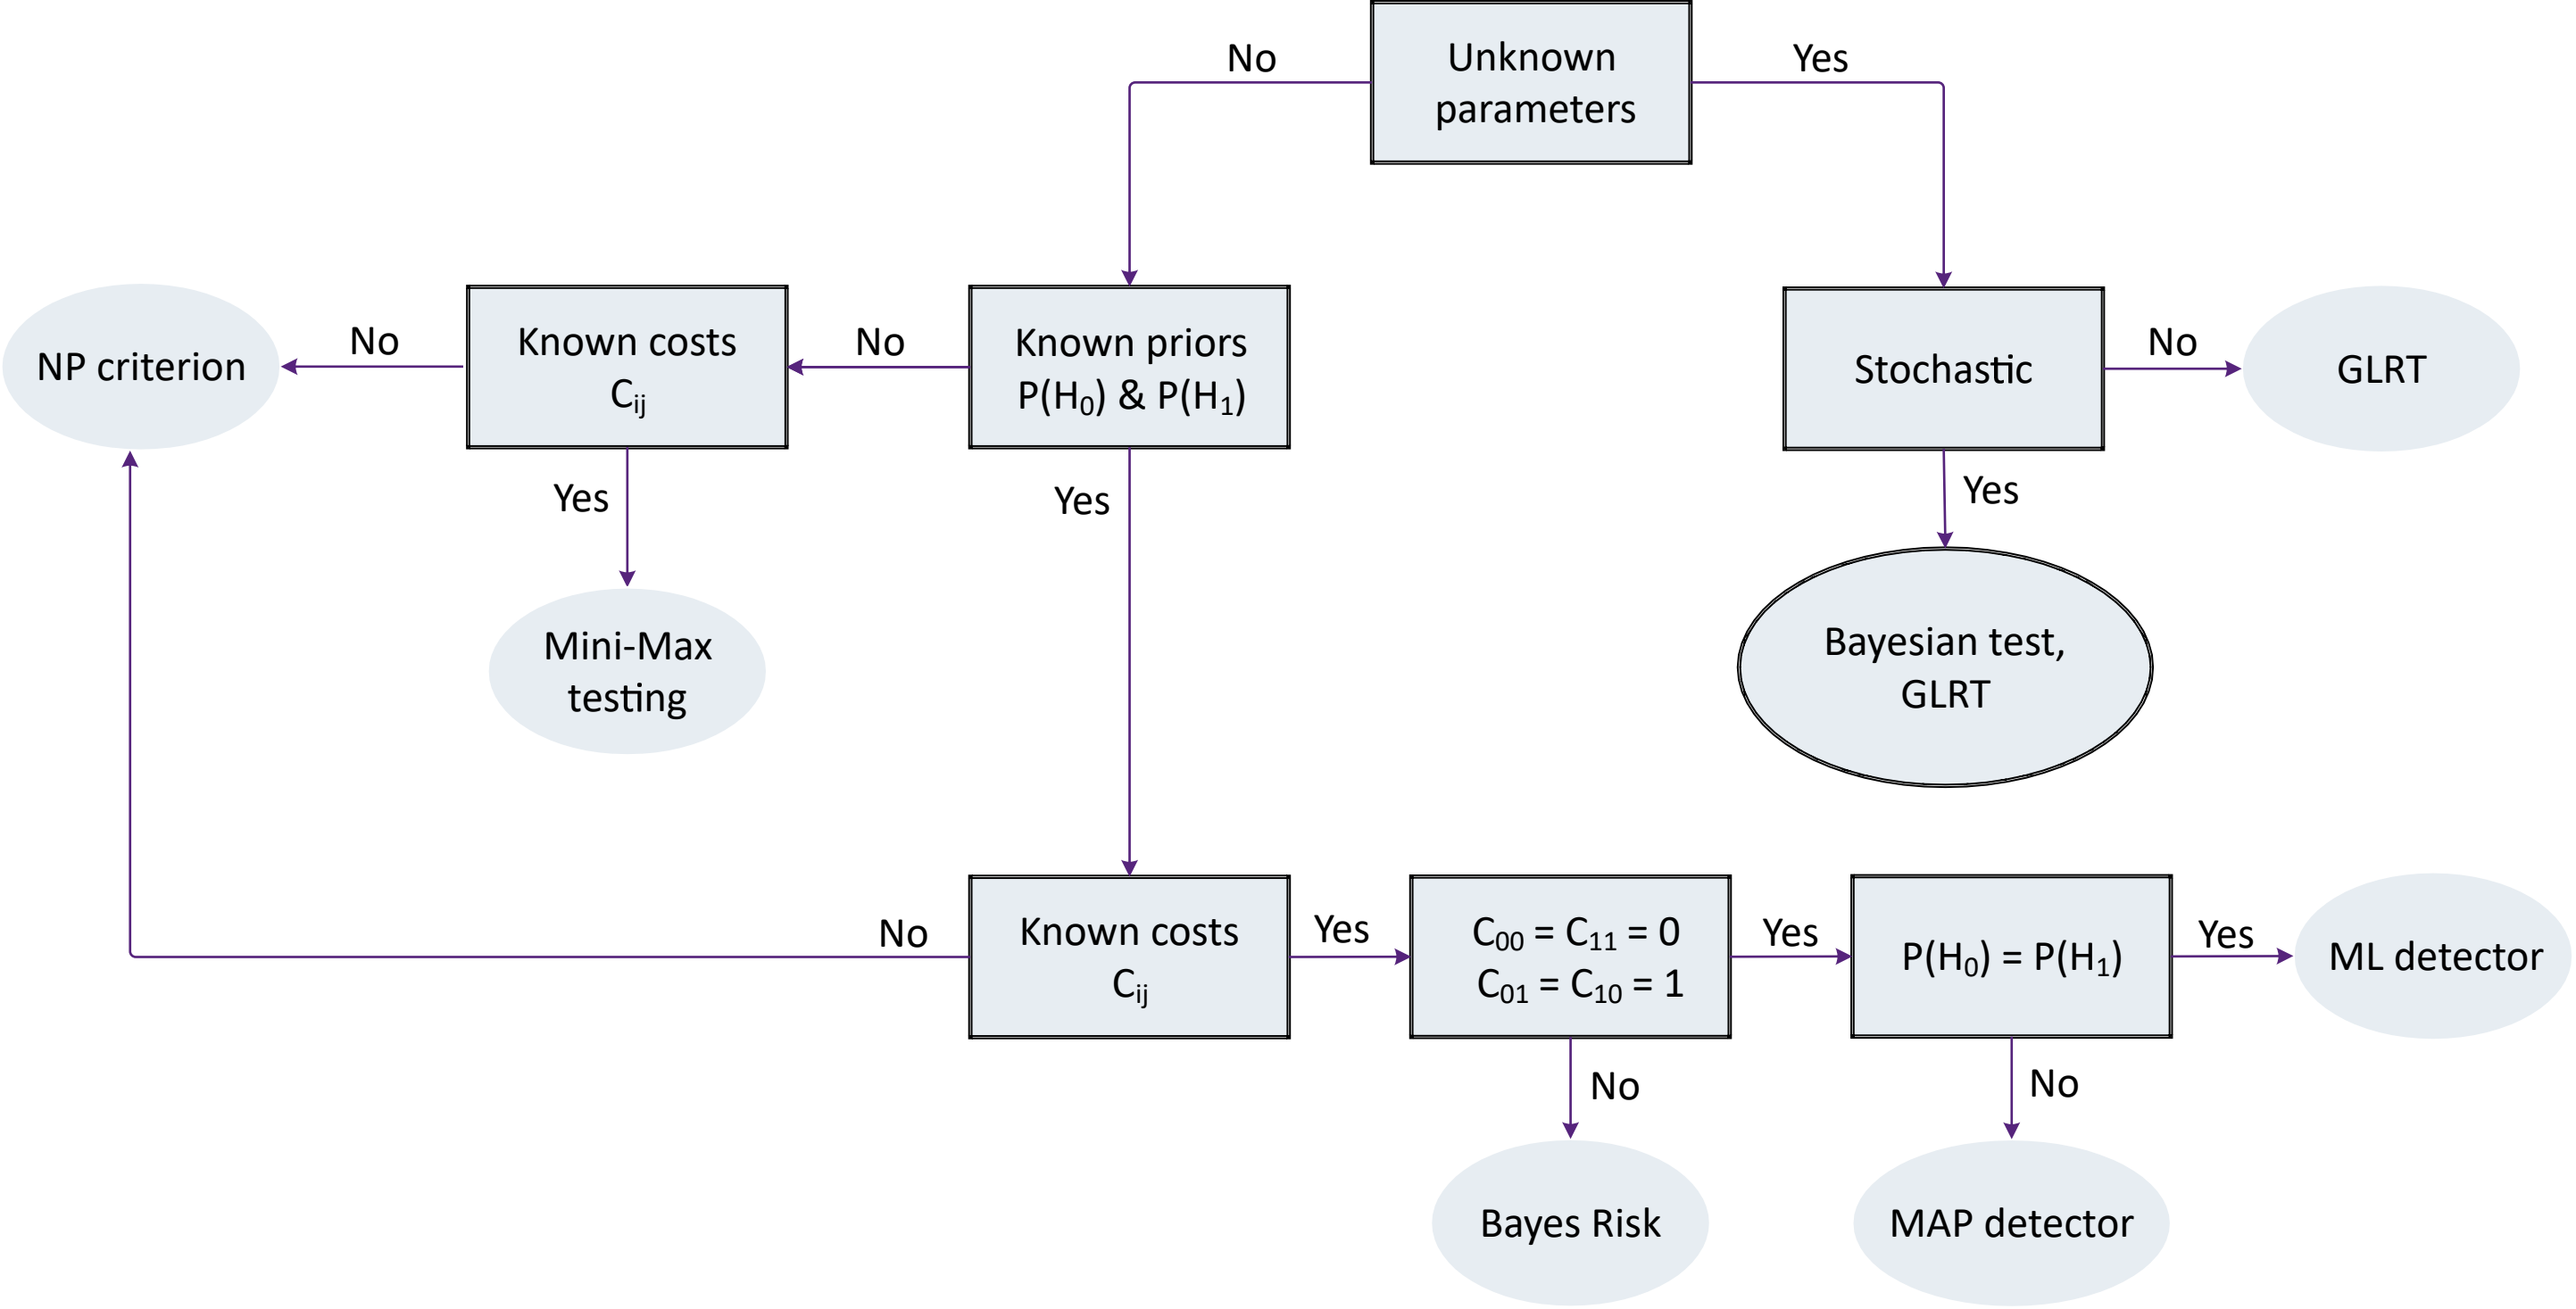 Unknown
parameters
No
Yes
NP criterion
No
Known costs
C_ij
No
Known priors
P(H₀) & P(H₁)
Stochastic
No
GLRT
Yes
Yes
Yes
Mini-Max
testing
Bayesian test,
GLRT
No
Known costs
C_ij
Yes
C₀₀ = C₁₁ = 0
C₀₁ = C₁₀ = 1
Yes
P(H₀) = P(H₁)
Yes
ML detector
No
No
Bayes Risk
MAP detector